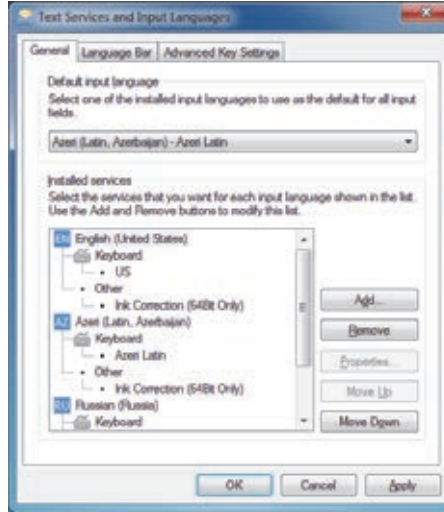 Text Services and Input Languages
General
Language Bar
Advanced Key Settings
Default input language
Select one of the installed input languages to use as the default for all input
fields.
Azeri (Latin, Azerbaijan) - Azeri Latin
Installed services
Select the services that you want for each input language shown in the list.
Use the Add and Remove buttons to modify this list.
EN English (United States)
Keyboard
US
Other
Ink Correction (64Bit Only)
AZ Azeri (Latin, Azerbaijan)
Keyboard
Azeri Latin
Other
Ink Correction (64Bit Only)
RU Russian (Russia)
Keyboard
Add...
Remove
Properties...
Move Up
Move Down
OK
Cancel
Apply